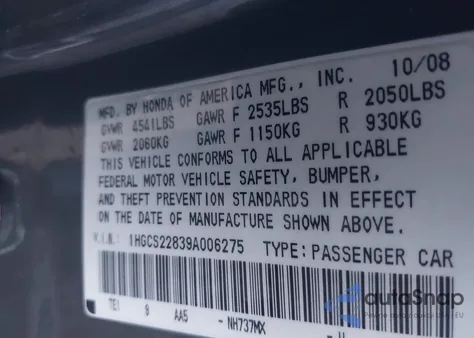 MFD. BY HONDA OF AMERICA MFG., INC. 10/08
GVWR 4541LBS GAWR F 2535LBS R 2050LBS
GVWR 2060KG GAWR F 1150KG R 930KG
THIS VEHICLE CONFORMS TO ALL APPLICABLE
FEDERAL MOTOR VEHICLE SAFETY, BUMPER,
AND THEFT PREVENTION STANDARDS IN EFFECT
ON THE DATE OF MANUFACTURE SHOWN ABOVE.
V.I.N.: 1HGCS22839A006275 TYPE: PASSENGER CAR
TE1 9 AA5 - NH737MX
autoSnap